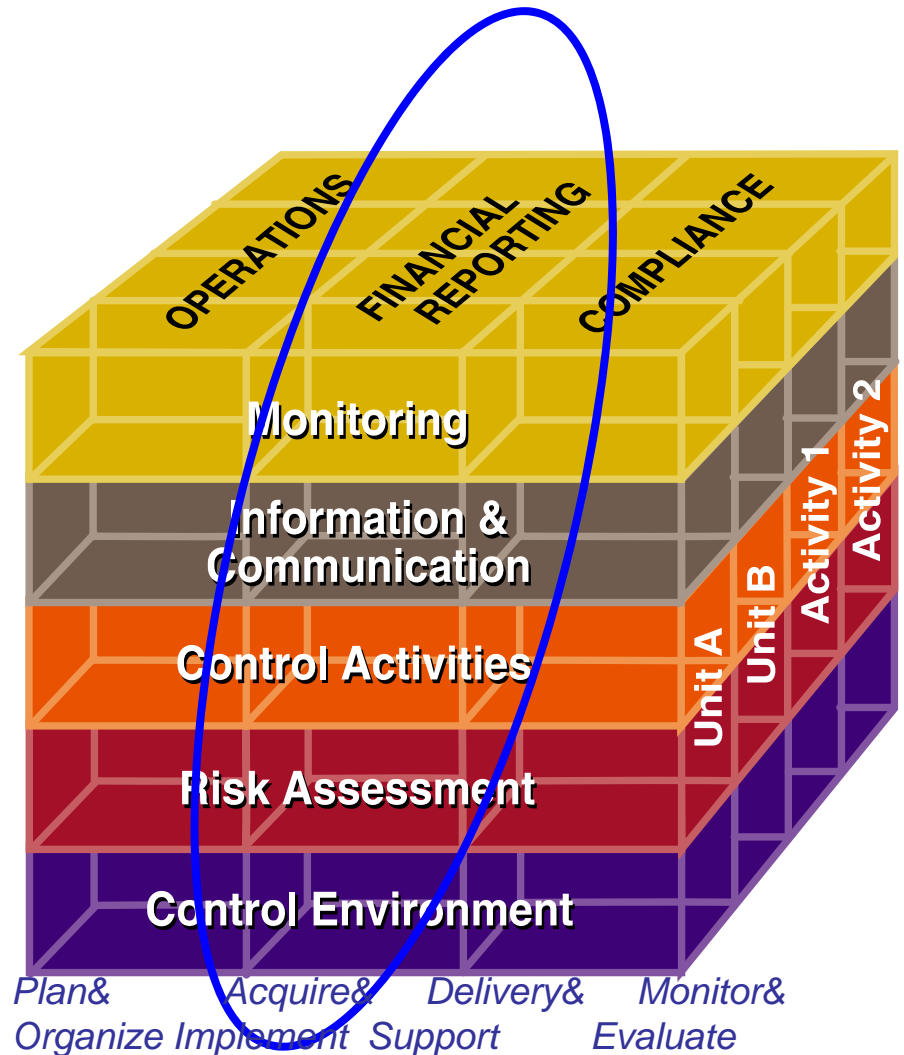 OPERATIONS
FINANCIAL
REPORTING
COMPLIANCE
Monitoring
Information &
Communication
Control Activities
Risk Assessment
Control Environment
Unit A
Unit B
Activity 1
Activity 2
Plan& Acquire& Delivery& Monitor&
Organize Implement Support Evaluate